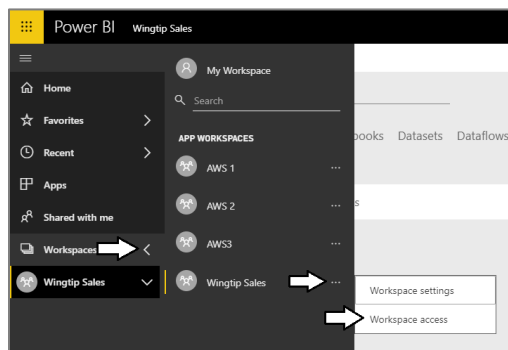 Power BI Wingtip Sales
My Workspace
Home
Search
Favorites
APP WORKSPACES
Recent
AWS 1
Apps
AWS 2
Shared with me
AWS3
Workspaces
Wingtip Sales
Wingtip Sales
Datasets Dataflows
Workspace settings
Workspace access